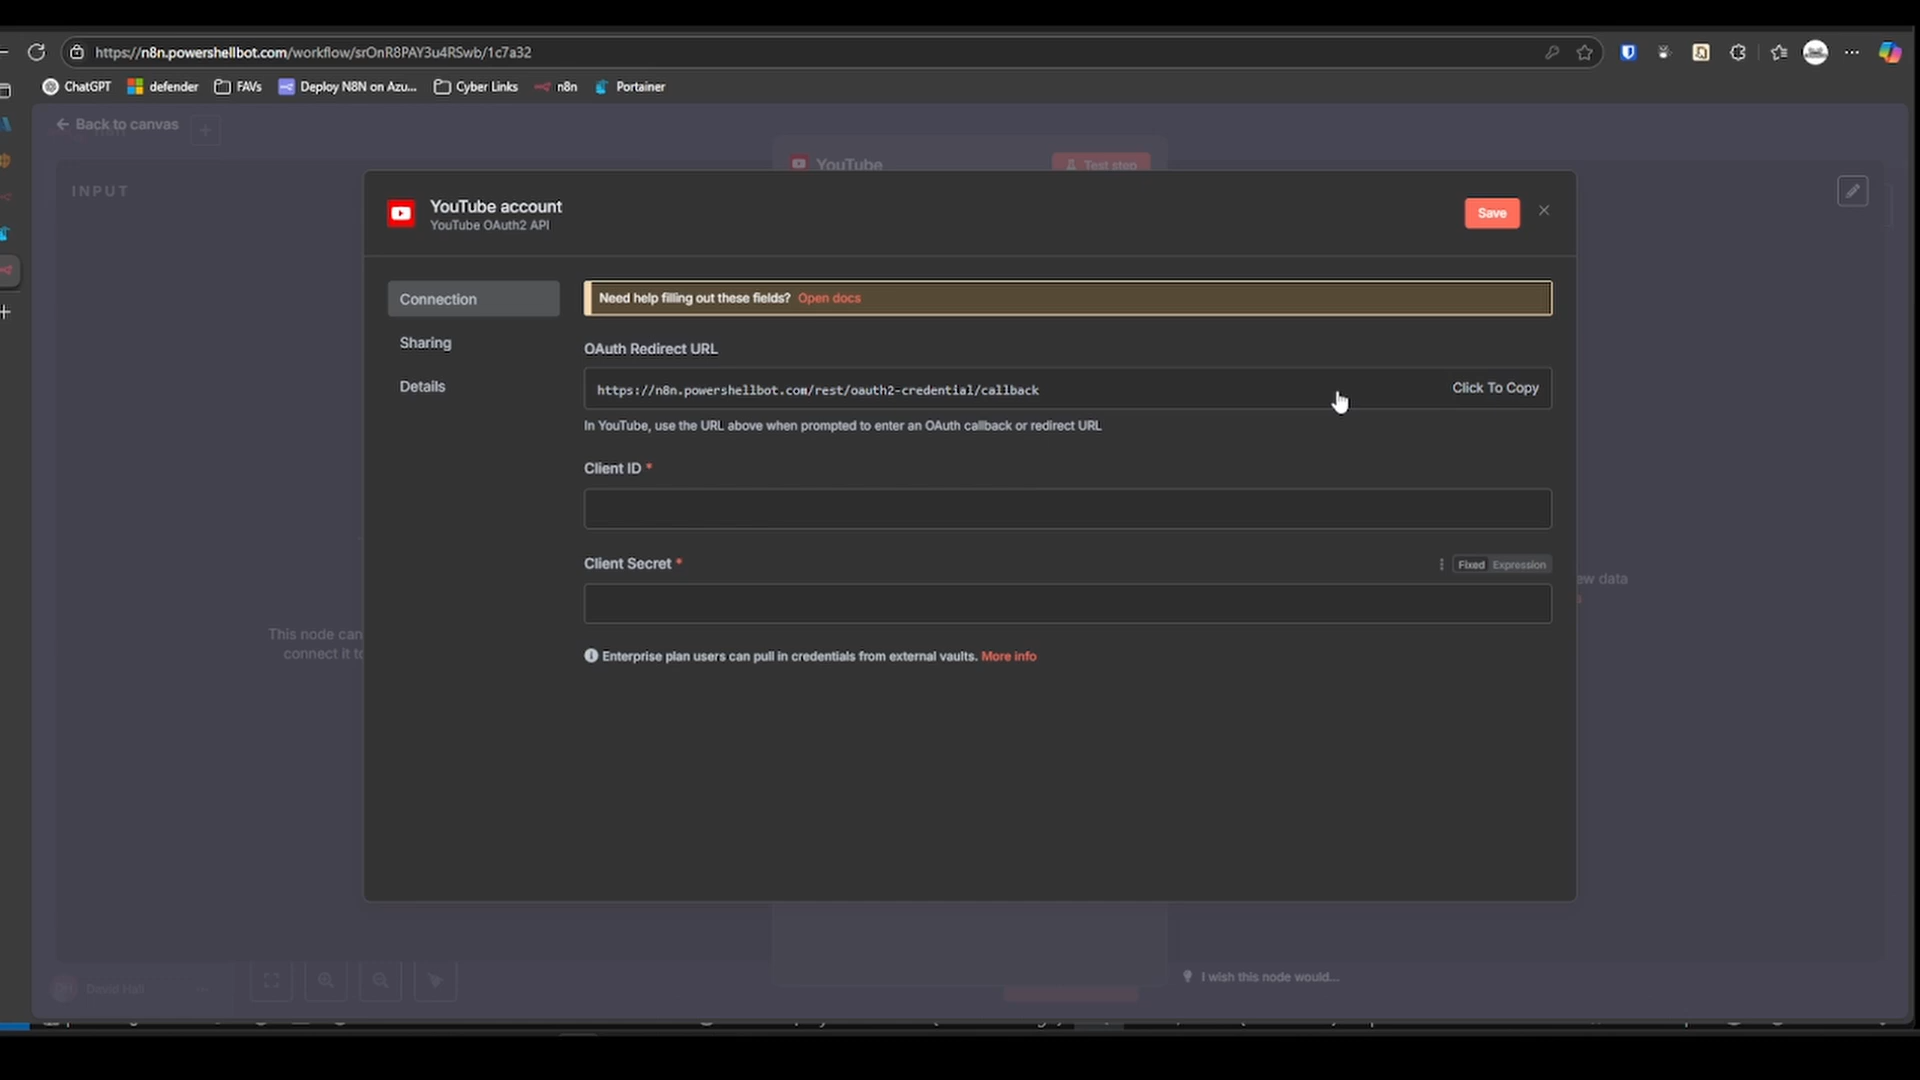 https://n8n.powershellbot.com/workflow/srOnR8PAY3u4RSwb/1c7a32
ChatGPT defender FAVs Deploy N8N on Azu... Cyber Links n8n Portainer
Back to canvas
YouTube Test step
INPUT
YouTube account
YouTube OAuth2 API
Save
Connection
Need help filling out these fields? Open docs
Sharing
OAuth Redirect URL
Details
https://n8n.powershellbot.com/rest/oauth2-credential/callback Click To Copy
In YouTube, use the URL above when prompted to enter an OAuth callback or redirect URL
Client ID *
Client Secret * Fixed Expression
ew data
This node can
connect it to
Enterprise plan users can pull in credentials from external vaults. More info
I wish this node would...
DH David Hall